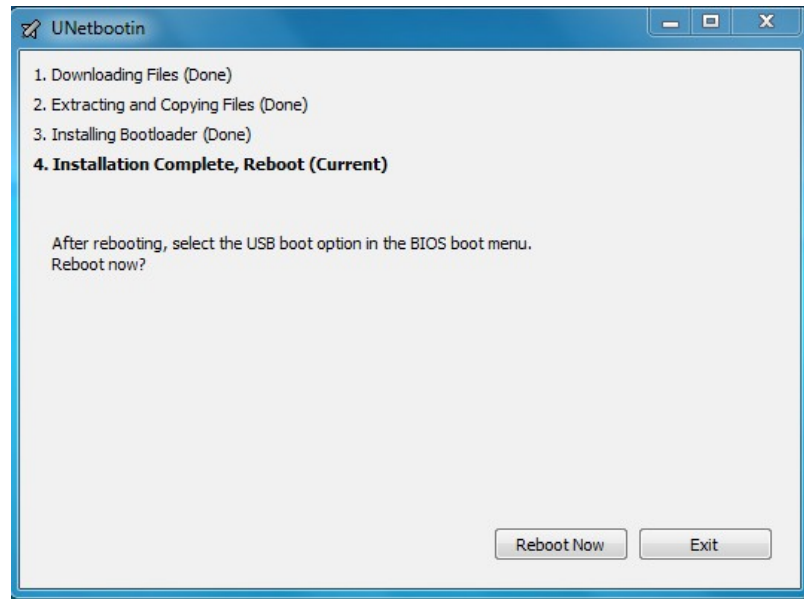 UNetbootin
1. Downloading Files (Done)
2. Extracting and Copying Files (Done)
3. Installing Bootloader (Done)
4. Installation Complete, Reboot (Current)
After rebooting, select the USB boot option in the BIOS boot menu.
Reboot now?
Reboot Now
Exit